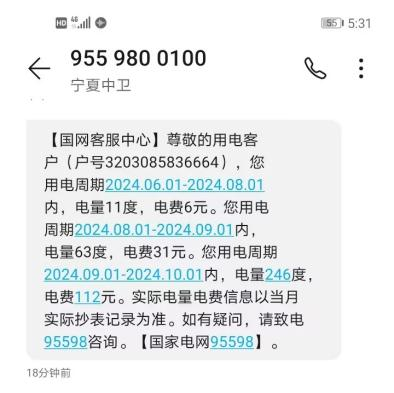 HD 4G 55 5:31
955 980 0100
宁夏中卫
【国网客服中心】尊敬的用电客
户（户号3203085836664），您
用电周期2024.06.01-2024.08.01
内，电量11度，电费6元。您用电
周期2024.08.01-2024.09.01内，
电量63度，电费31元。您用电周期
2024.09.01-2024.10.01内，电量246度，
电费112元。实际电量电费信息以当月
实际抄表记录为准。如有疑问，请致电
95598咨询。【国家电网95598】。
18分钟前